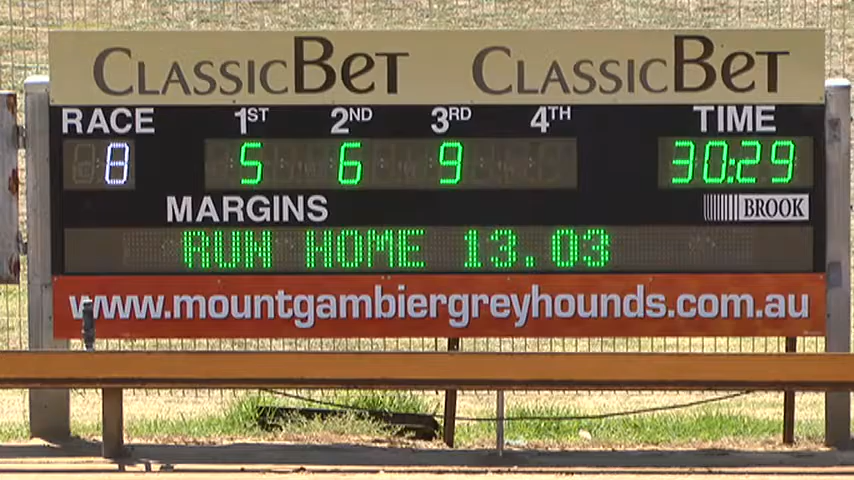 CLASSICBET CLASSICBET
RACE 1ST 2ND 3RD 4TH TIME
8 5 6 9 30:29
MARGINS BROOK
RUN HOME 13.03
www.mountgambiergreyhounds.com.au